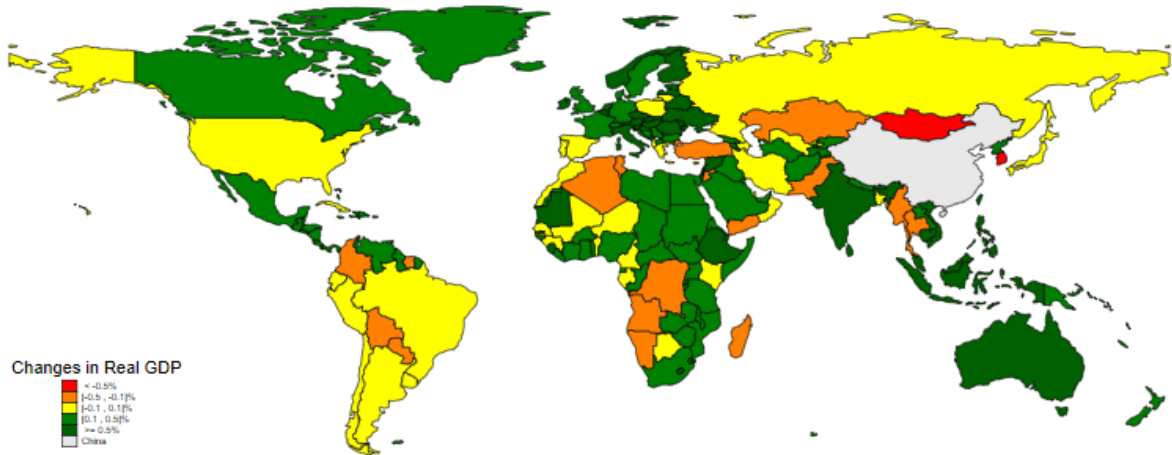 Changes in Real GDP
< -0.5%
[-0.5 , -0.1]%
[-0.1 , 0.1]%
[0.1 , 0.5]%
>= 0.5%
China